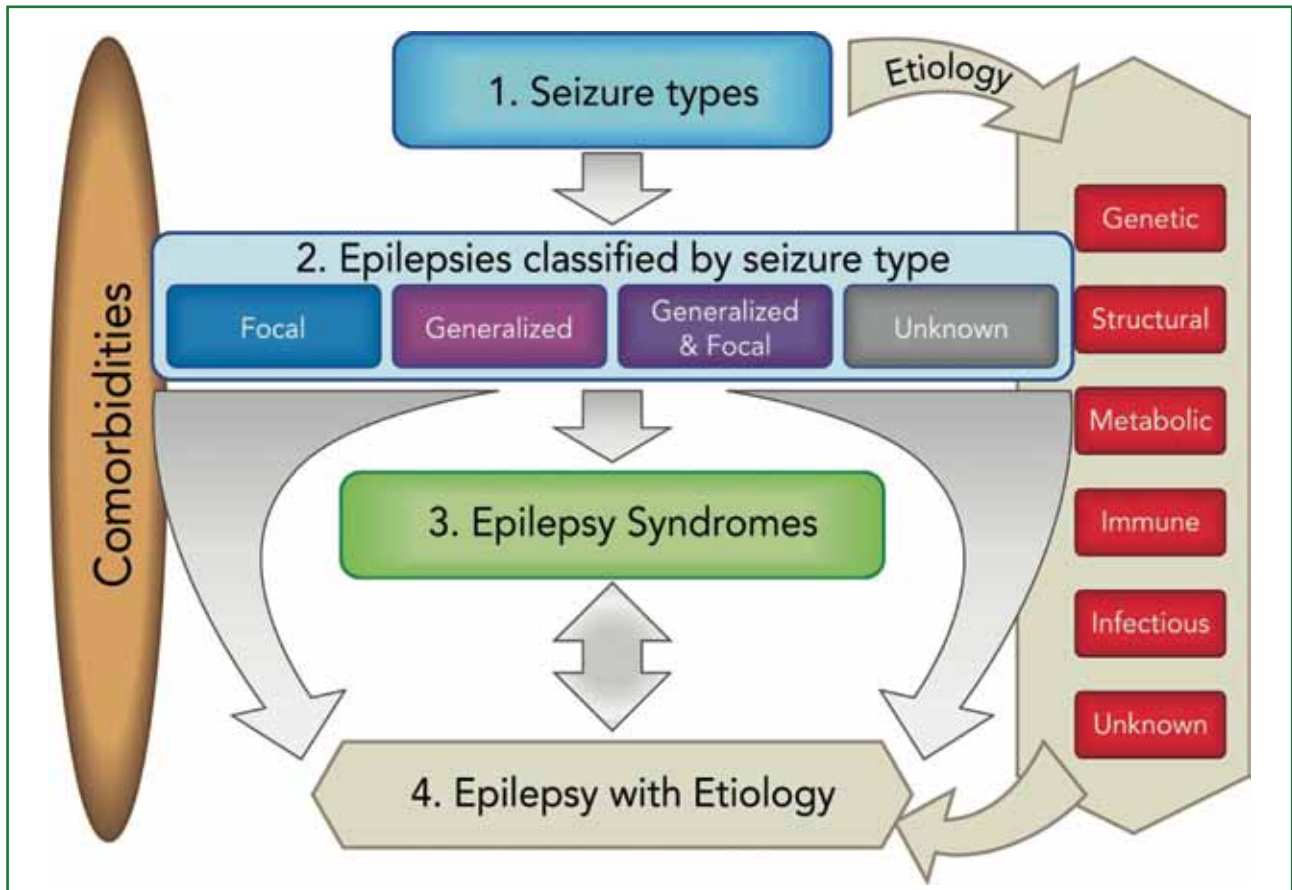 1. Seizure types
Etiology
Comorbidities
2. Epilepsies classified by seizure type
Focal
Generalized
Generalized
& Focal
Unknown
3. Epilepsy Syndromes
4. Epilepsy with Etiology
Genetic
Structural
Metabolic
Immune
Infectious
Unknown